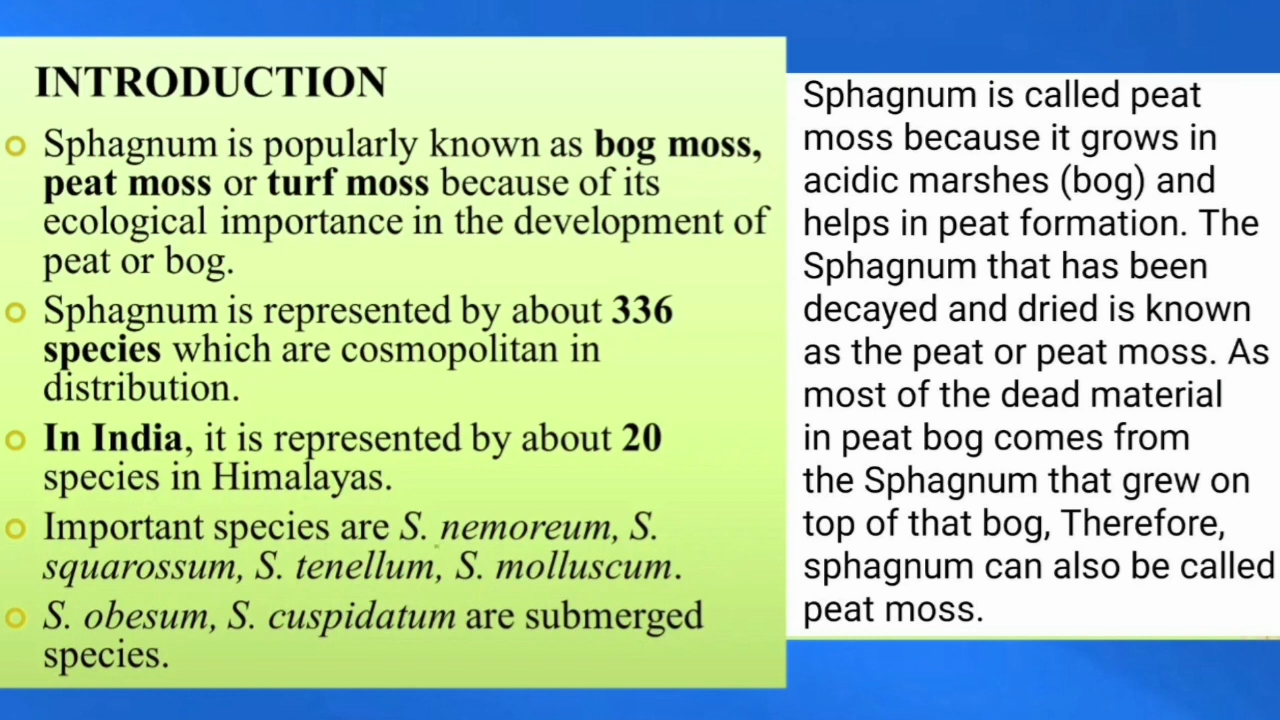 INTRODUCTION
Sphagnum is popularly known as bog moss,
peat moss or turf moss because of its
ecological importance in the development of
peat or bog.
Sphagnum is represented by about 336
species which are cosmopolitan in
distribution.
In India, it is represented by about 20
species in Himalayas.
Important species are S. nemoreum, S.
squarossum, S. tenellum, S. molluscum.
S. obesum, S. cuspidatum are submerged
species.
Sphagnum is called peat
moss because it grows in
acidic marshes (bog) and
helps in peat formation. The
Sphagnum that has been
decayed and dried is known
as the peat or peat moss. As
most of the dead material
in peat bog comes from
the Sphagnum that grew on
top of that bog, Therefore,
sphagnum can also be called
peat moss.